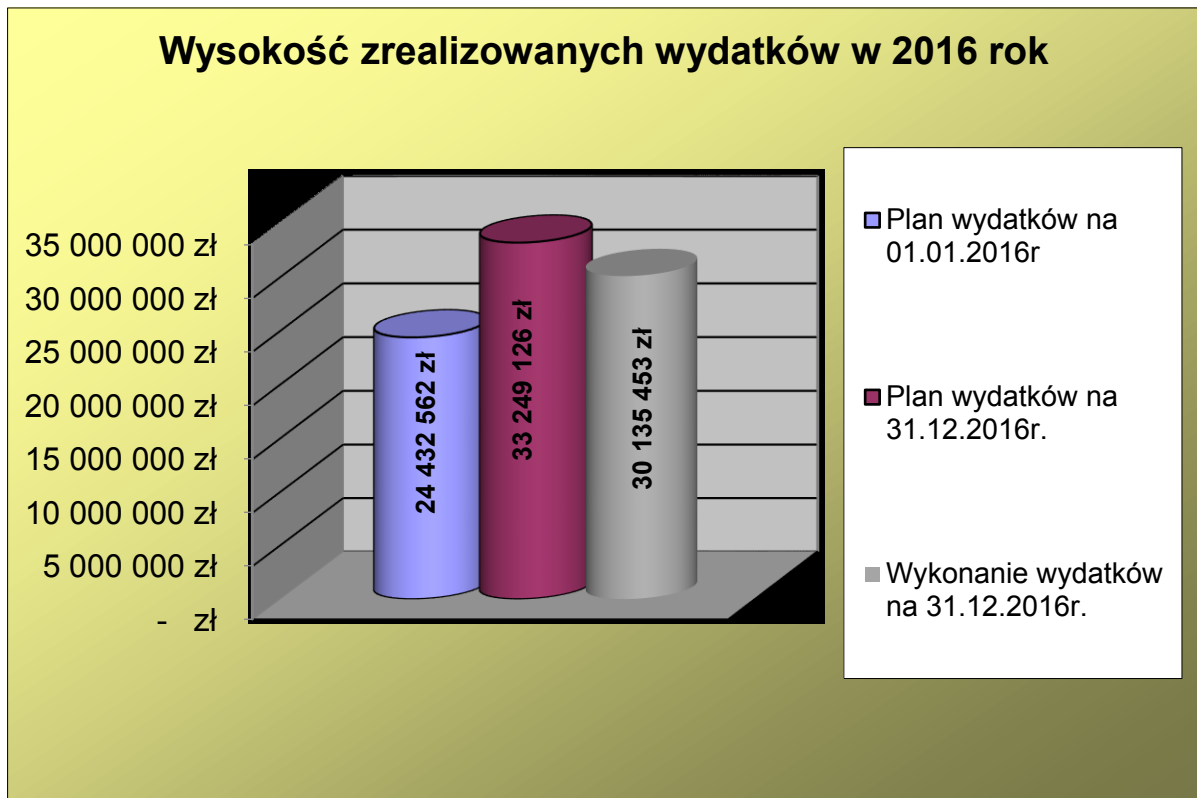 Wysokość zrealizowanych wydatków w 2016 rok
35 000 000 zł
30 000 000 zł
25 000 000 zł
20 000 000 zł
15 000 000 zł
10 000 000 zł
5 000 000 zł
- zł
24 432 562 zł
33 249 126 zł
30 135 453 zł
Plan wydatków na
01.01.2016r
Plan wydatków na
31.12.2016r.
Wykonanie wydatków
na 31.12.2016r.